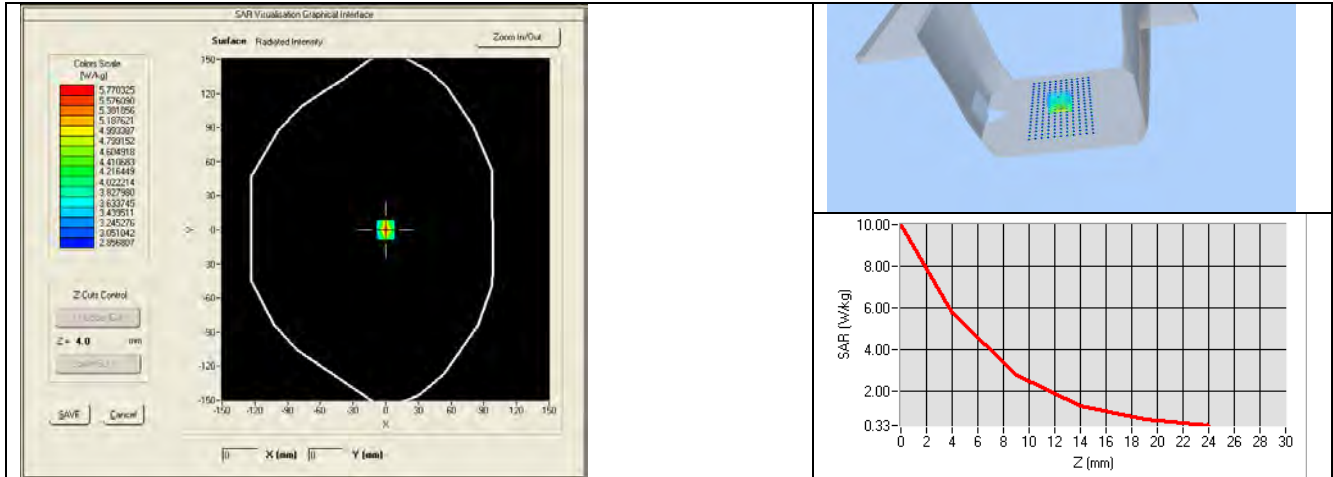 SAR Visualisation Graphical Interface
Surface Radiated Intensity
Zoom In/Out
Colors Scale
[W/kg]
5.770325
5.576090
5.381856
5.187621
4.993387
4.799152
4.604918
4.410683
4.216449
4.022214
3.827980
3.633745
3.439511
3.245276
3.051042
2.856807
Z Cuts Control
Z = 4.0 mm
SAVE Cancel
150-
120-
90-
60-
30-
0-
-30-
-60-
-90-
-120-
-150-
Y
-150 -120 -90 -60 -30 0 30 60 90 120 150
X
0 X (mm) 0 Y (mm)
10.00-
8.00-
6.00-
4.00-
2.00-
0.33-
SAR (W/kg)
0 2 4 6 8 10 12 14 16 18 20 22 24 26 28 30
Z (mm)